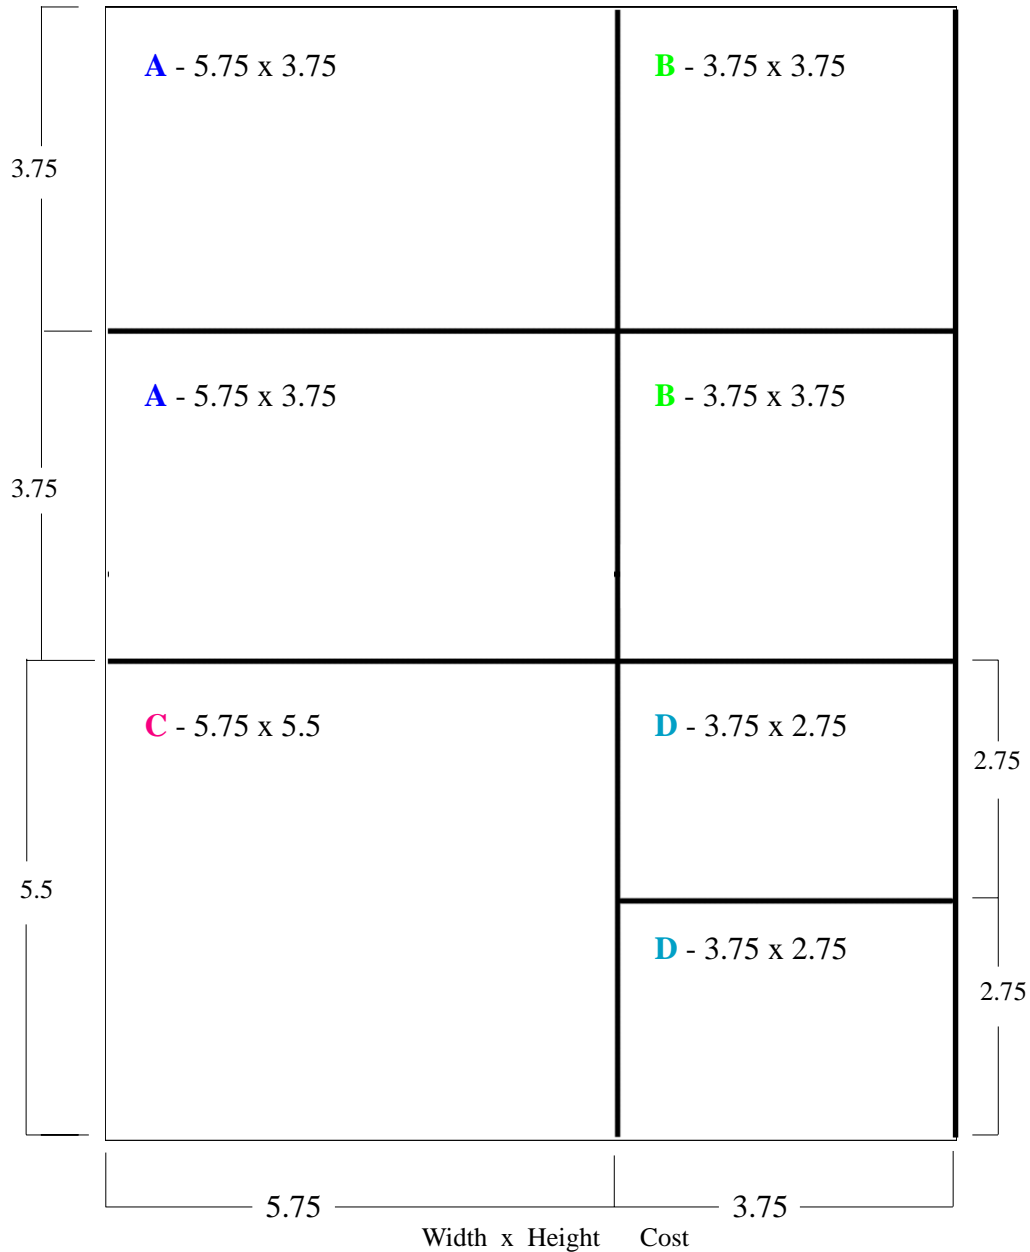 A - 5.75 x 3.75
B - 3.75 x 3.75
3.75
A - 5.75 x 3.75
B - 3.75 x 3.75
3.75
C - 5.75 x 5.5
D - 3.75 x 2.75
2.75
5.5
D - 3.75 x 2.75
2.75
5.75
3.75
Width x Height Cost